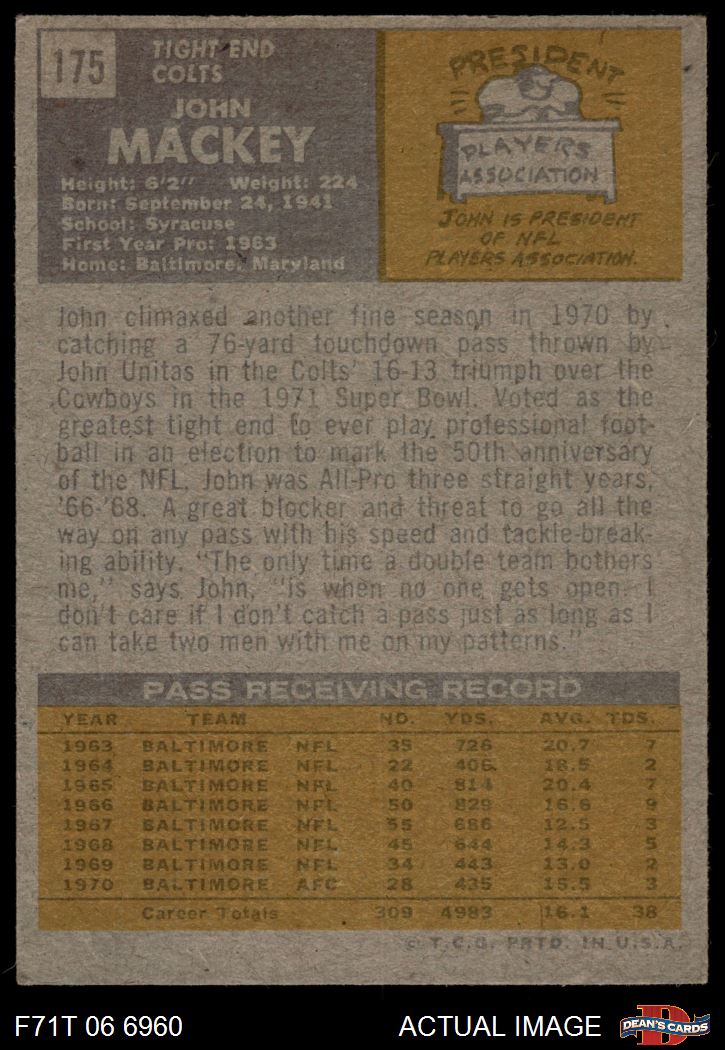 175
TIGHT END
COLTS
JOHN
MACKEY
Height: 6'2" Weight: 224
Born: September 24, 1941
School: Syracuse
First Year Pro: 1963
Home: Baltimore, Maryland
PRESIDENT
PLAYERS
ASSOCIATION
JOHN IS PRESIDENT
OF NFL
PLAYERS ASSOCIATION.
John climaxed another fine season in 1970 by
catching a 76-yard touchdown pass thrown by
John Unitas in the Colts' 16-13 triumph over the
Cowboys in the 1971 Super Bowl. Voted as the
greatest tight end to ever play professional foot-
ball in an election to mark the 50th anniversary
of the NFL, John was All-Pro three straight years,
'66-'68. A great blocker and threat to go all the
way on any pass with his speed and tackle-break-
ing ability. "The only time a double team bothers
me," says John, "is when no one gets open. I
don't care if I don't catch a pass just as long as I
can take two men with me on my patterns."
PASS RECEIVING RECORD
YEAR TEAM NO. YDS. AVG. TDS.
1963 BALTIMORE NFL 35 726 20.7 7
1964 BALTIMORE NFL 22 406 18.5 2
1965 BALTIMORE NFL 40 814 20.4 7
1966 BALTIMORE NFL 50 829 16.6 9
1967 BALTIMORE NFL 55 686 12.5 3
1968 BALTIMORE NFL 45 644 14.3 5
1969 BALTIMORE NFL 34 443 13.0 2
1970 BALTIMORE AFC 28 435 15.5 3
Career Totals 309 4983 16.1 38
© T.C.G. PRTD. IN U.S.A.
F71T 06 6960
ACTUAL IMAGE
D
DEAN'S CARDS